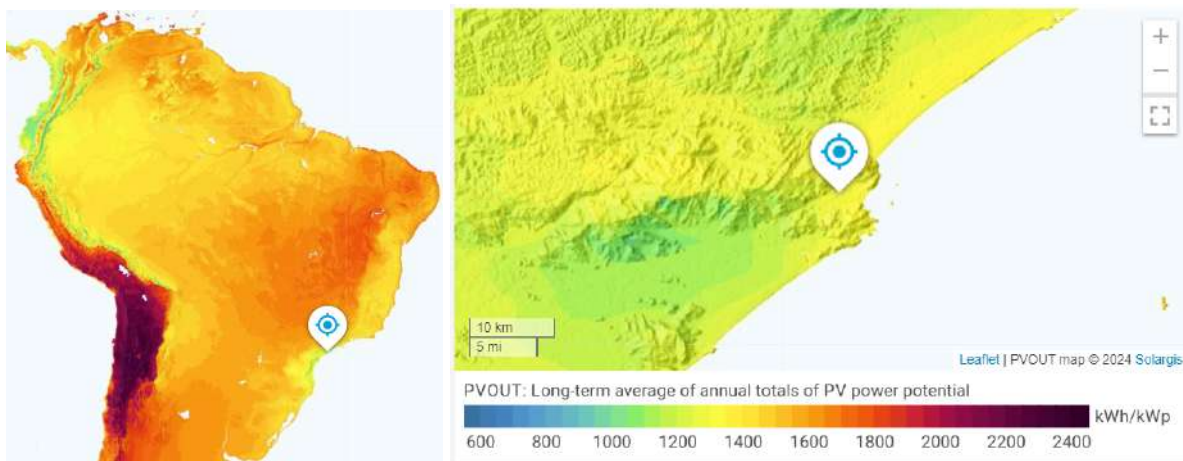 +
−
10 km
5 mi
Leaflet | PVOUT map © 2024 Solargis
PVOUT: Long-term average of annual totals of PV power potential
kWh/kWp
600 800 1000 1200 1400 1600 1800 2000 2200 2400